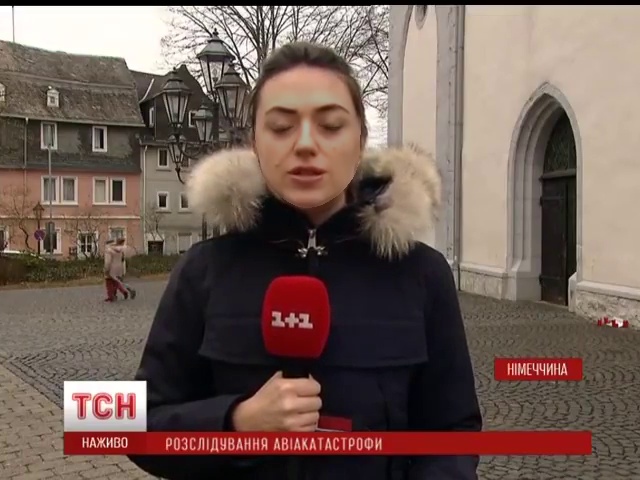 1+1
НІМЕЧЧИНА
ТСН
НАЖИВО
РОЗСЛІДУВАННЯ АВІАКАТАСТРОФИ